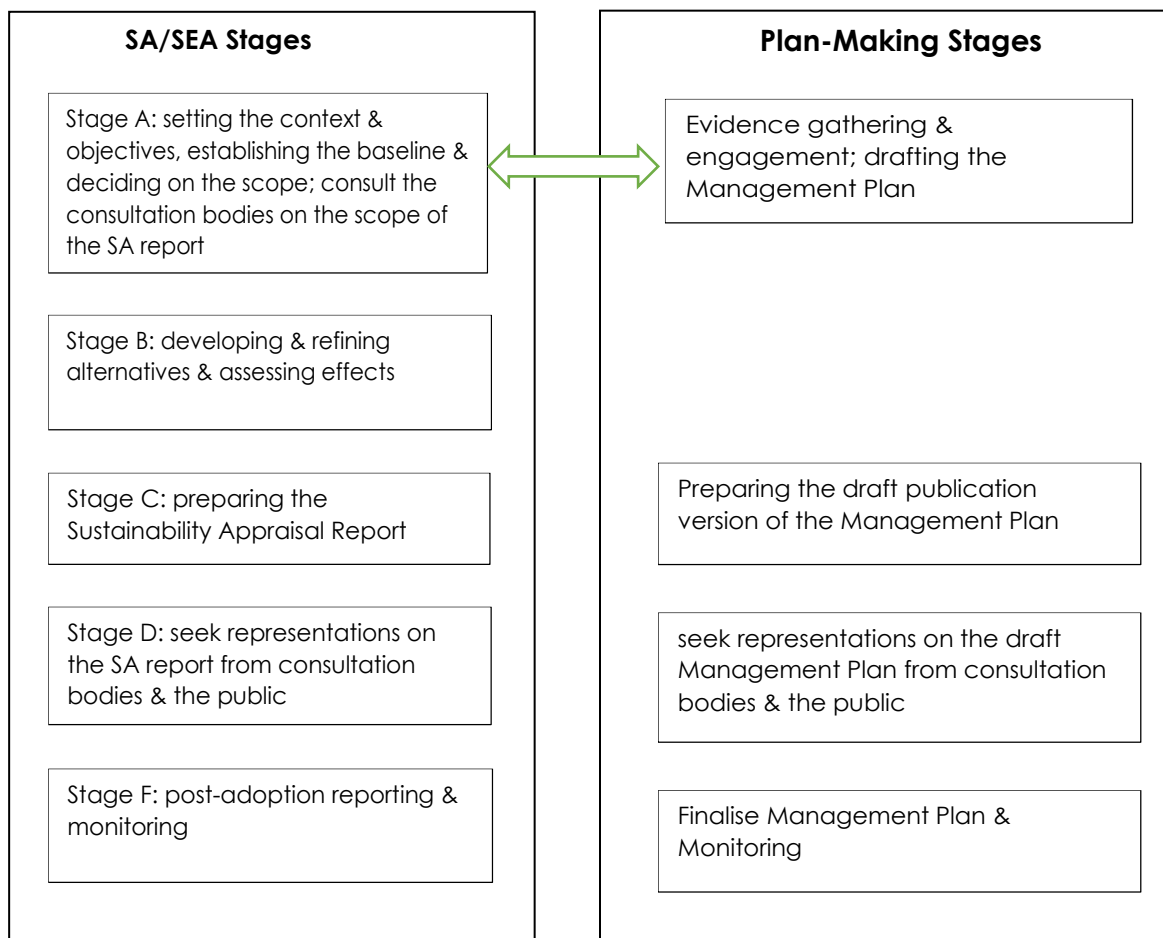 SA/SEA Stages
Stage A: setting the context &
objectives, establishing the baseline &
deciding on the scope; consult the
consultation bodies on the scope of
the SA report
Stage B: developing & refining
alternatives & assessing effects
Stage C: preparing the
Sustainability Appraisal Report
Stage D: seek representations on
the SA report from consultation
bodies & the public
Stage F: post-adoption reporting &
monitoring
Plan-Making Stages
Evidence gathering &
engagement; drafting the
Management Plan
Preparing the draft publication
version of the Management Plan
seek representations on the draft
Management Plan from consultation
bodies & the public
Finalise Management Plan &
Monitoring